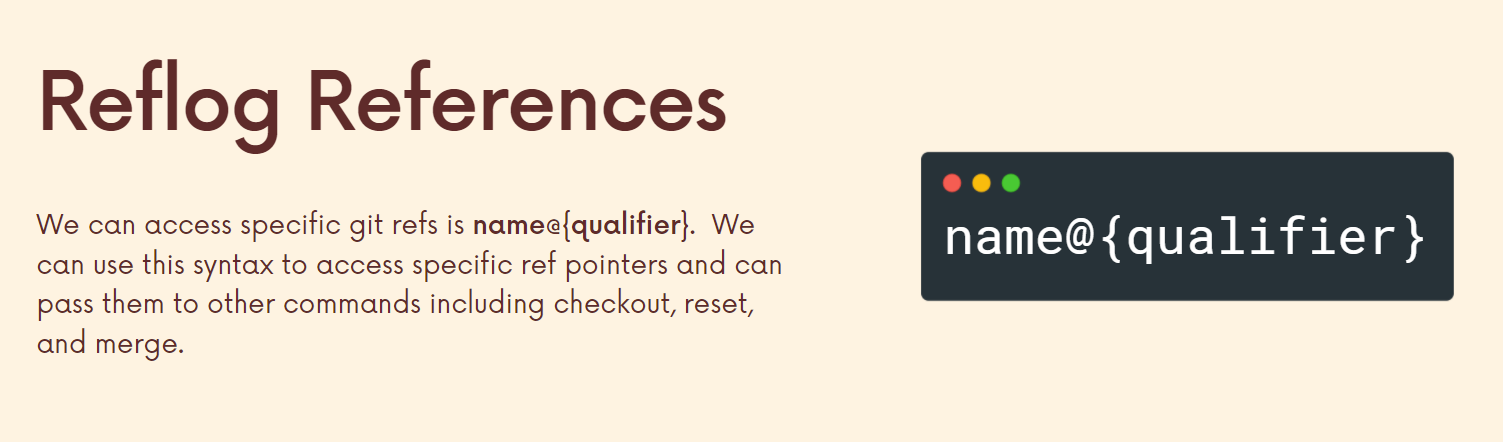 Reflog References
We can access specific git refs is name@{qualifier}.  We
can use this syntax to access specific ref pointers and can
pass them to other commands including checkout, reset,
and merge.
name@{qualifier}